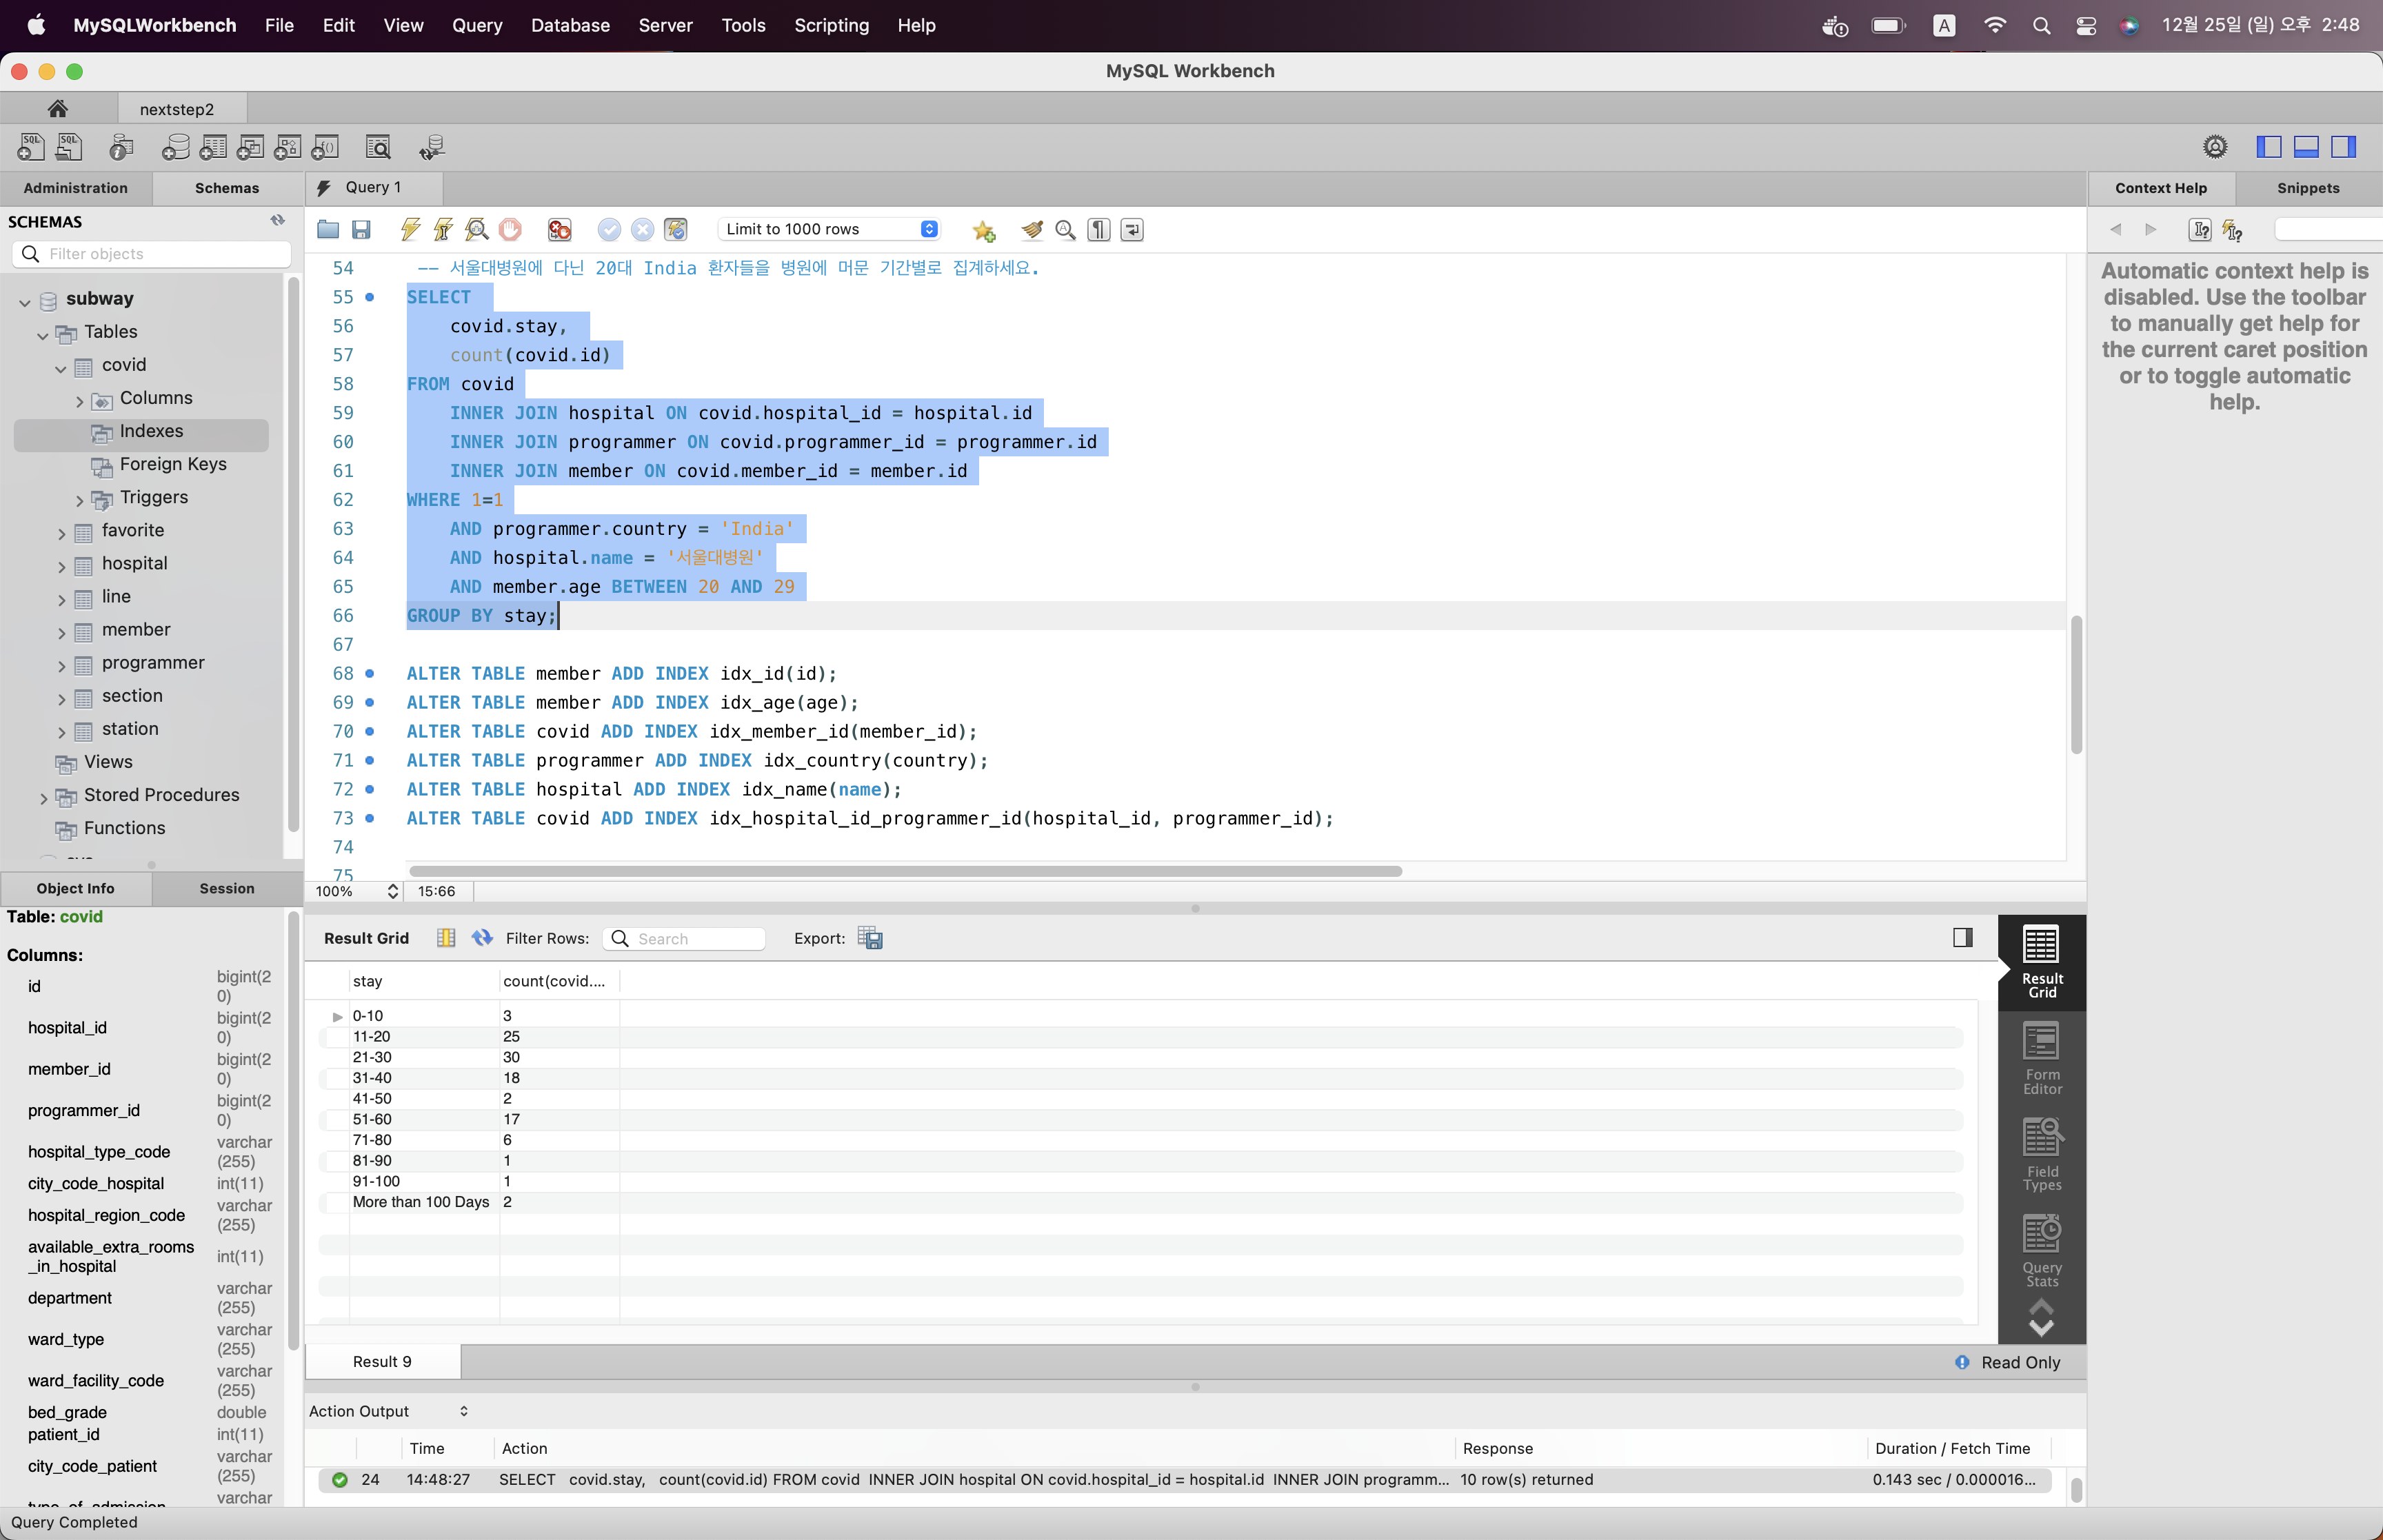 MySQLWorkbench File Edit View Query Database Server Tools Scripting Help A 12월 25일 (일) 오후 2:48
MySQL Workbench
nextstep2
SQL SQL
Administration Schemas
Query 1
Context Help Snippets
SCHEMAS
Filter objects
Limit to 1000 rows
subway
Tables
covid
Columns
Indexes
Foreign Keys
Triggers
favorite
hospital
line
member
programmer
section
station
Views
Stored Procedures
Functions
54 -- 서울대병원에 다닌 20대 India 환자들을 병원에 머문 기간별로 집계하세요.
55 SELECT
56 covid.stay,
57 count(covid.id)
58 FROM covid
59 INNER JOIN hospital ON covid.hospital_id = hospital.id
60 INNER JOIN programmer ON covid.programmer_id = programmer.id
61 INNER JOIN member ON covid.member_id = member.id
62 WHERE 1=1
63 AND programmer.country = 'India'
64 AND hospital.name = '서울대병원'
65 AND member.age BETWEEN 20 AND 29
66 GROUP BY stay;
67
68 ALTER TABLE member ADD INDEX idx_id(id);
69 ALTER TABLE member ADD INDEX idx_age(age);
70 ALTER TABLE covid ADD INDEX idx_member_id(member_id);
71 ALTER TABLE programmer ADD INDEX idx_country(country);
72 ALTER TABLE hospital ADD INDEX idx_name(name);
73 ALTER TABLE covid ADD INDEX idx_hospital_id_programmer_id(hospital_id, programmer_id);
74
75
100% 15:66
Automatic context help is
disabled. Use the toolbar
to manually get help for
the current caret position
or to toggle automatic
help.
Object Info Session
Table: covid
Columns:
id bigint(20)
hospital_id bigint(20)
member_id bigint(20)
programmer_id bigint(20)
hospital_type_code varchar(255)
city_code_hospital int(11)
hospital_region_code varchar(255)
available_extra_rooms_in_hospital int(11)
department varchar(255)
ward_type varchar(255)
ward_facility_code varchar(255)
bed_grade double
patient_id int(11)
city_code_patient varchar(255)
type_of_admission varchar
Result Grid Filter Rows: Search Export:
stay count(covid....
0-10 3
11-20 25
21-30 30
31-40 18
41-50 2
51-60 17
71-80 6
81-90 1
91-100 1
More than 100 Days 2
Result
Grid
Form
Editor
Field
Types
Query
Stats
Result 9 Read Only
Action Output
Time Action Response Duration / Fetch Time
24 14:48:27 SELECT covid.stay, count(covid.id) FROM covid INNER JOIN hospital ON covid.hospital_id = hospital.id INNER JOIN programm... 10 row(s) returned 0.143 sec / 0.000016...
Query Completed